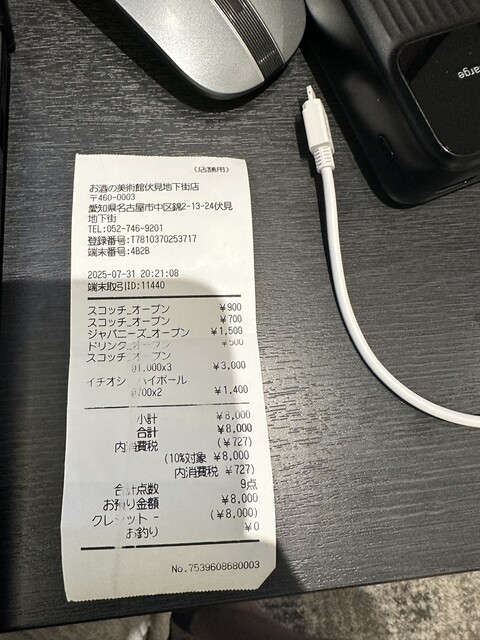 (店舗用)
お酒の美術館伏見地下街店
〒460-0003
愛知県名古屋市中区錦2-13-24伏見
地下街
TEL:052-746-9201
登録番号:T7810370253717
端末番号:4B2B
2025-07-31 20:21:08
端末取引ID:11440
スコッチ_オープン ¥900
スコッチ_オープン ¥700
ジャパニーズ_オープン ¥1,500
ドリンク_オープン ¥500
スコッチ_オープン
@1,000x3 ¥3,000
イチオシ ハイボール
@700x2 ¥1,400
小計 ¥8,000
合計 ¥8,000
内消費税 (¥727)
(10%対象 ¥8,000
内消費税 ¥727)
合計点数 9点
お預り金額 ¥8,000
クレジット (¥8,000)
お釣り ¥0
No.7539608680003